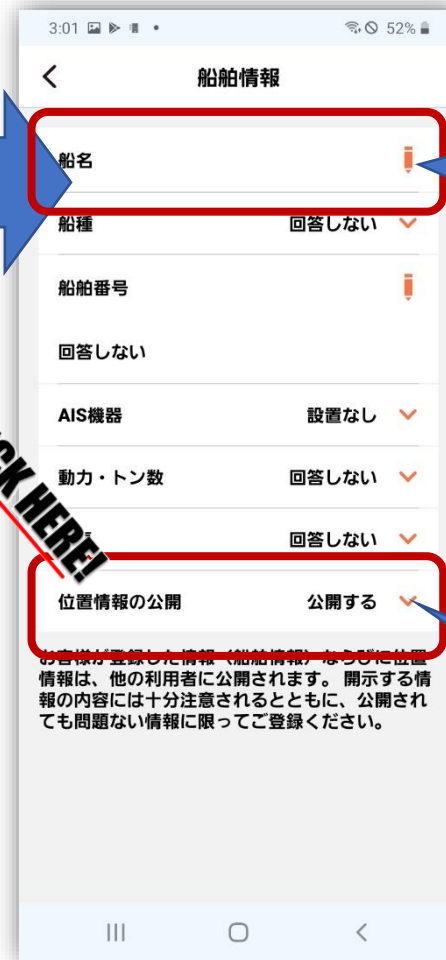 3:01 52%
船舶情報
船名
船種 回答しない
船舶番号
回答しない
AIS機器 設置なし
動力・トン数 回答しない
回答しない
CK HERE!
位置情報の公開 公開する
お客様が登録した情報（船舶情報）ならびに位置
情報は、他の利用者に公開されます。 開示する情
報の内容には十分注意されるとともに、公開され
ても問題ない情報に限ってご登録ください。